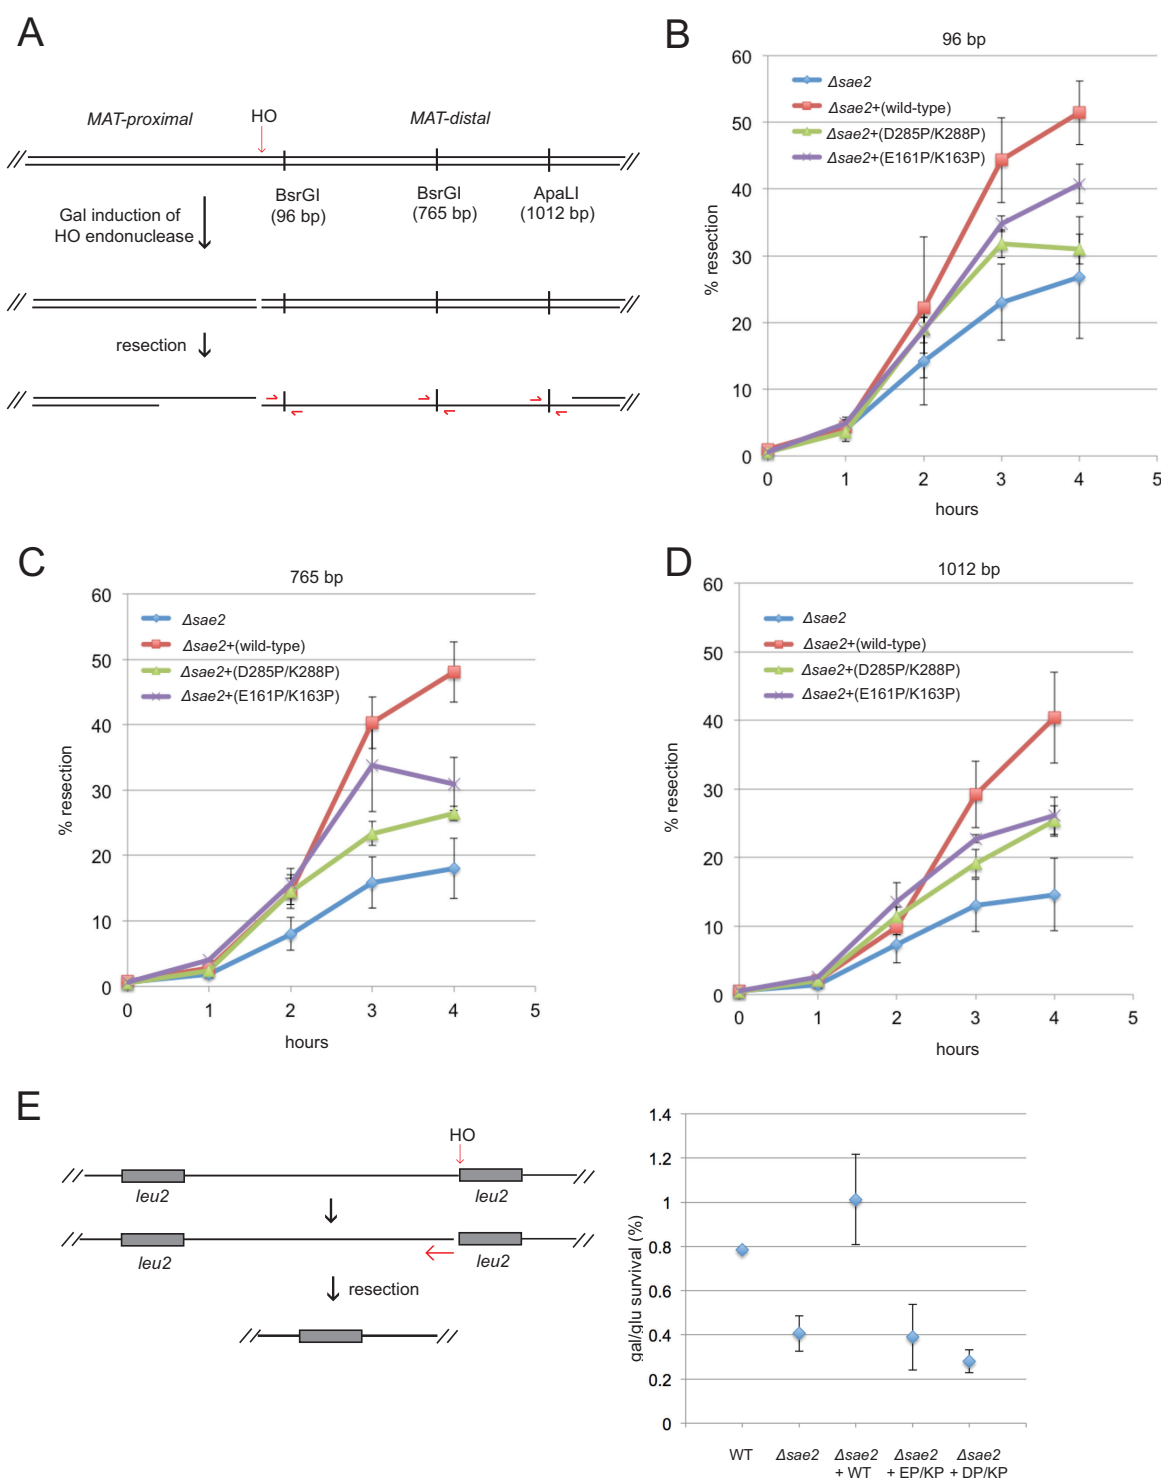 A
MAT-proximal
HO
MAT-distal
BsrGI
(96 bp)
BsrGI
(765 bp)
ApaLI
(1012 bp)
Gal induction of
HO endonuclease
resection
B
96 bp
Δsae2
Δsae2+(wild-type)
Δsae2+(D285P/K288P)
Δsae2+(E161P/K163P)
% resection
60
50
40
30
20
10
0
0 1 2 3 4 5
hours
C
765 bp
Δsae2
Δsae2+(wild-type)
Δsae2+(D285P/K288P)
Δsae2+(E161P/K163P)
% resection
60
50
40
30
20
10
0
0 1 2 3 4 5
hours
D
1012 bp
Δsae2
Δsae2+(wild-type)
Δsae2+(D285P/K288P)
Δsae2+(E161P/K163P)
% resection
60
50
40
30
20
10
0
0 1 2 3 4 5
hours
E
HO
leu2
leu2
leu2
leu2
resection
gal/glu survival (%)
1.4
1.2
1
0.8
0.6
0.4
0.2
0
WT Δsae2 Δsae2 Δsae2 Δsae2
+ WT + EP/KP + DP/KP